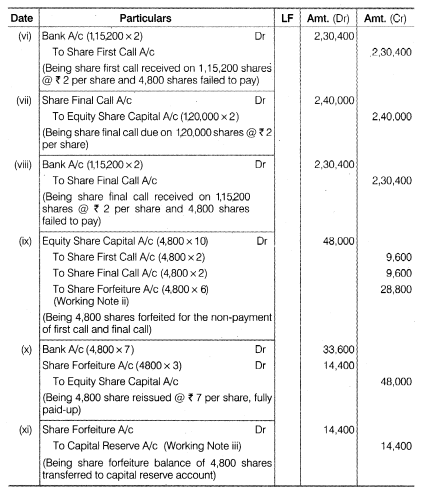 Date Particulars LF Amt. (Dr) Amt. (Cr)
(vi) Bank A/c (1,15,200 × 2) Dr 2,30,400
To Share First Call A/c 2,30,400
(Being share first call received on 1,15,200 shares
@ ₹ 2 per share and 4,800 shares failed to pay)
(vii) Share Final Call A/c Dr 2,40,000
To Equity Share Capital A/c (1,20,000 × 2) 2,40,000
(Being share final call due on 1,20,000 shares @ ₹ 2
per share)
(viii) Bank A/c (1,15,200 × 2) Dr 2,30,400
To Share Final Call A/c 2,30,400
(Being share final call received on 1,15,200
shares @ ₹ 2 per share and 4,800 shares
failed to pay)
(ix) Equity Share Capital A/c (4,800 × 10) Dr 48,000
To Share First Call A/c (4,800 × 2) 9,600
To Share Final Call A/c (4,800 × 2) 9,600
To Share Forfeiture A/c (4,800 × 6) 28,800
(Working Note ii)
(Being 4,800 shares forfeited for the non-payment
of first call and final call)
(x) Bank A/c (4,800 × 7) Dr 33,600
Share Forfeiture A/c (4800 × 3) Dr 14,400
To Equity Share Capital A/c 48,000
(Being 4,800 share reissued @ ₹ 7 per share, fully
paid-up)
(xi) Share Forfeiture A/c Dr 14,400
To Capital Reserve A/c (Working Note iii) 14,400
(Being share forfeiture balance of 4,800 shares
transferred to capital reserve account)